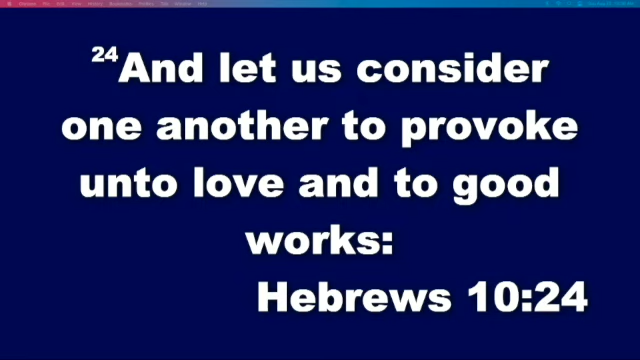 24And let us consider
one another to provoke
unto love and to good
works:
Hebrews 10:24